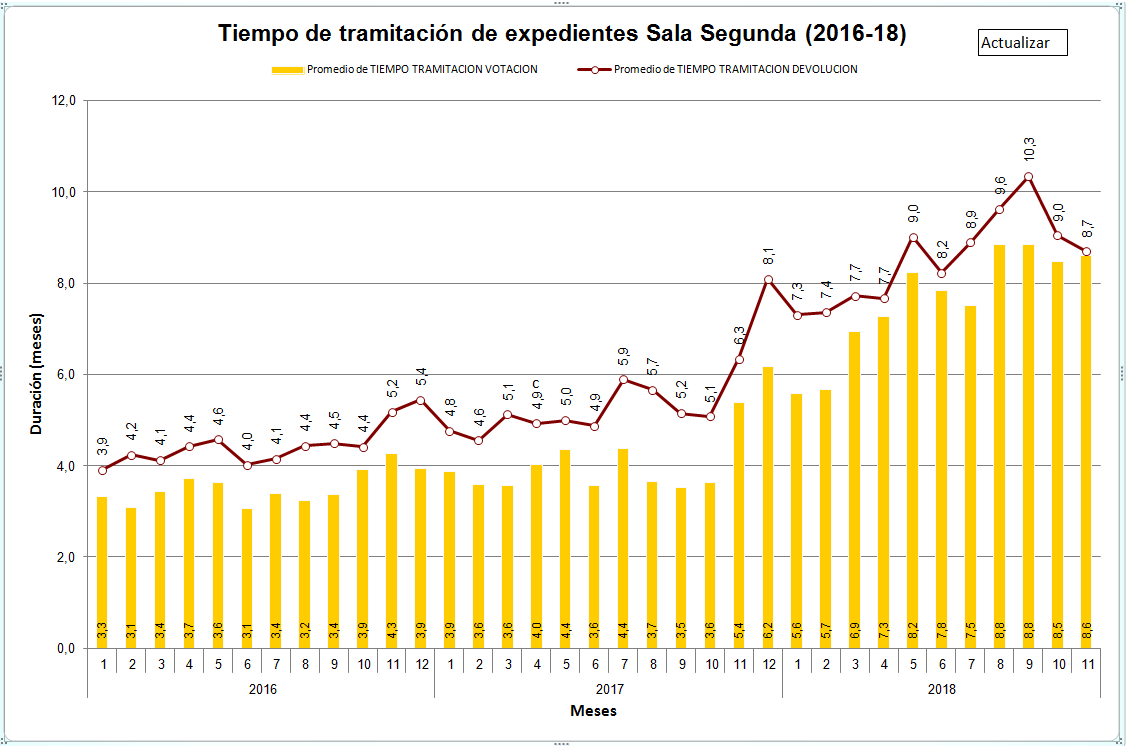 Tiempo de tramitación de expedientes Sala Segunda (2016-18)
Actualizar
Promedio de TIEMPO TRAMITACION VOTACION Promedio de TIEMPO TRAMITACION DEVOLUCION
12,0
10,0
8,0
6,0
4,0
2,0
0,0
Duración (meses)
3,9 4,2 4,1 4,4 4,6 4,0 4,1 4,4 4,5 4,4 5,2 5,4 4,8 4,6 5,1 4,9 5,0 4,9 5,9 5,7 5,2 5,1 6,3 8,1 7,3 7,4 7,7 7,7 9,0 8,2 8,9 9,6 10,3 9,0 8,7
C
3,3 3,1 3,4 3,7 3,6 3,1 3,4 3,2 3,4 3,9 4,3 3,9 3,9 3,6 3,6 4,0 4,4 3,6 4,4 3,7 3,5 3,6 5,4 6,2 5,6 5,7 6,9 7,3 8,2 7,8 7,5 8,8 8,8 8,5 8,6
1 2 3 4 5 6 7 8 9 10 11 12 1 2 3 4 5 6 7 8 9 10 11 12 1 2 3 4 5 6 7 8 9 10 11
2016 2017 2018
Meses